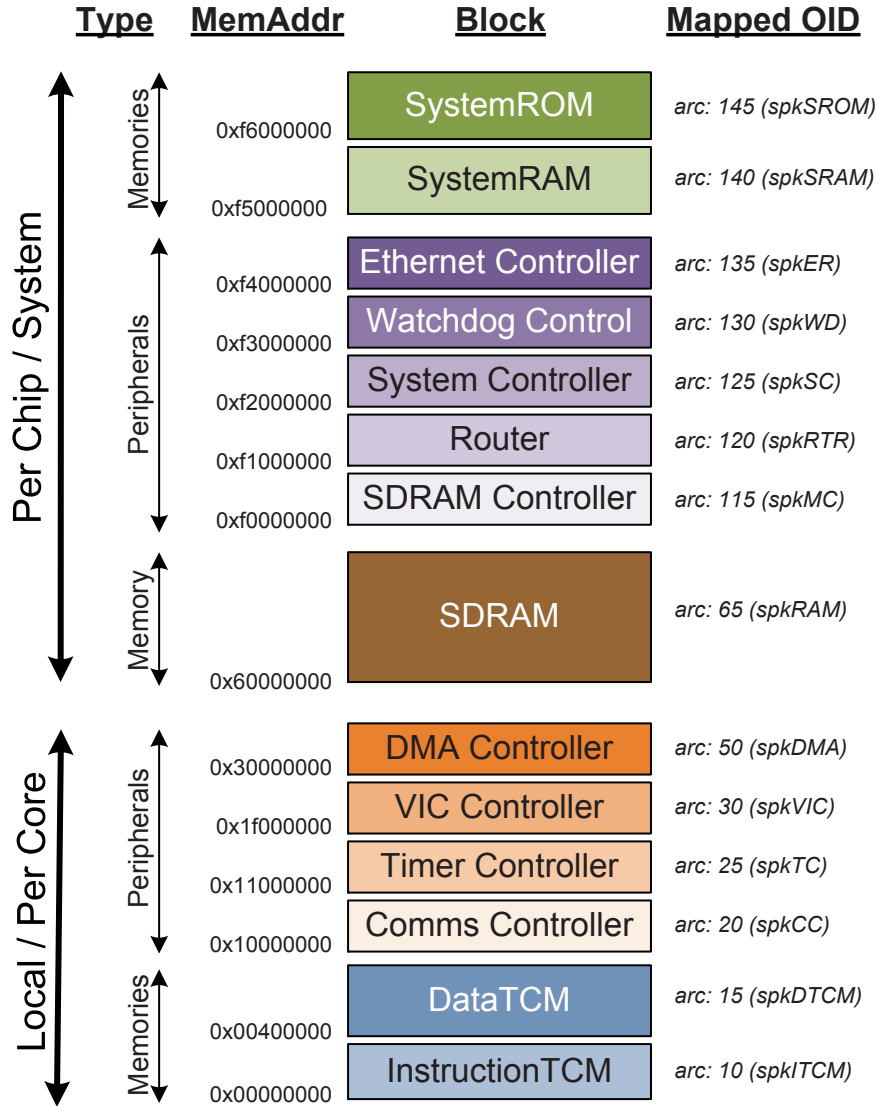 Type MemAddr Block Mapped OID
Per Chip / System
Memories
SystemROM
arc: 145 (spkSROM)
0xf6000000
SystemRAM
arc: 140 (spkSRAM)
0xf5000000
Peripherals
Ethernet Controller
arc: 135 (spkER)
0xf4000000
Watchdog Control
arc: 130 (spkWD)
0xf3000000
System Controller
arc: 125 (spkSC)
0xf2000000
Router
arc: 120 (spkRTR)
0xf1000000
SDRAM Controller
arc: 115 (spkMC)
0xf0000000
Memory
SDRAM
arc: 65 (spkRAM)
0x60000000
Local / Per Core
Peripherals
DMA Controller
arc: 50 (spkDMA)
0x30000000
VIC Controller
arc: 30 (spkVIC)
0x1f000000
Timer Controller
arc: 25 (spkTC)
0x11000000
Comms Controller
arc: 20 (spkCC)
0x10000000
Memories
DataTCM
arc: 15 (spkDTCM)
0x00400000
InstructionTCM
arc: 10 (spkITCM)
0x00000000